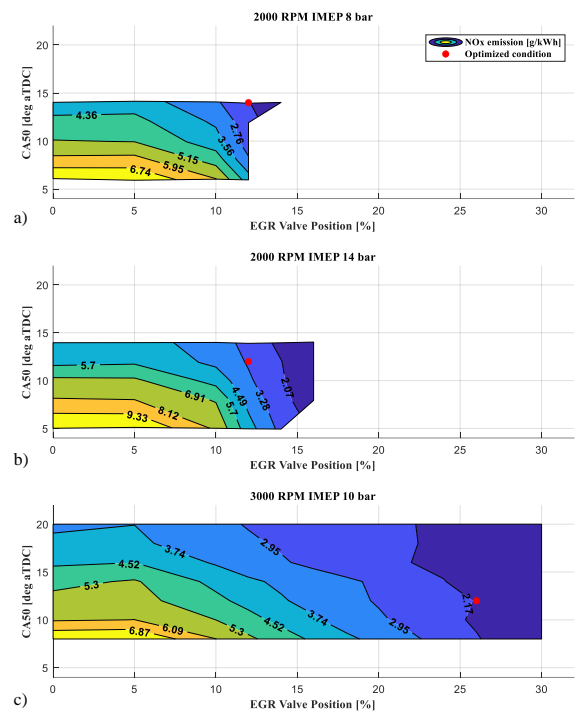 2000 RPM IMEP 8 bar
NOx emission [g/kWh]
Optimized condition
CA50 [deg aTDC]
20
15
10
5
4.36
2.76
3.56
5.15
5.95
6.74
0 5 10 15 20 25 30
EGR Valve Position [%]
a)
2000 RPM IMEP 14 bar
CA50 [deg aTDC]
20
15
10
5
5.7
6.91
4.49
3.28
2.07
5.7
8.12
9.33
0 5 10 15 20 25 30
EGR Valve Position [%]
b)
3000 RPM IMEP 10 bar
CA50 [deg aTDC]
20
15
10
5
2.95
3.74
4.52
5.3
2.17
3.74
2.95
4.52
5.3
6.09
6.87
0 5 10 15 20 25 30
EGR Valve Position [%]
c)